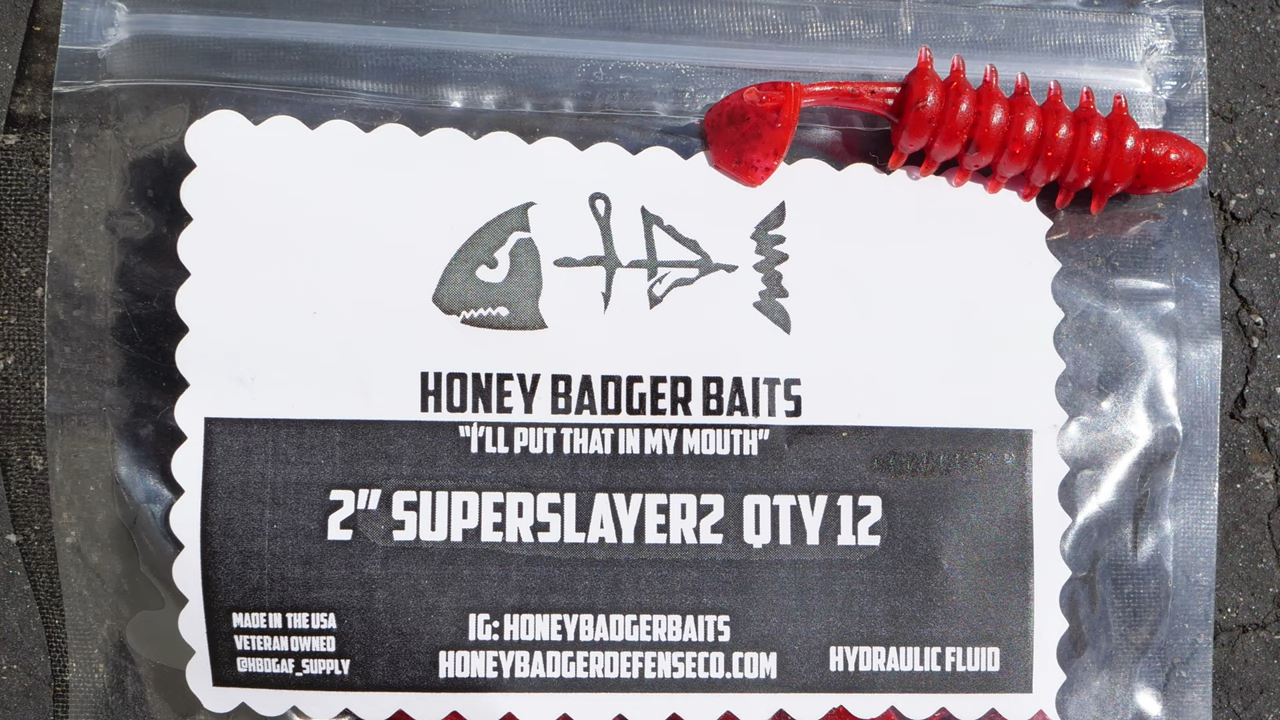 HONEY BADGER BAITS
"I'LL PUT THAT IN MY MOUTH"
2" SUPERSLAYER2 QTY 12
MADE IN THE USA
VETERAN OWNED
@HBDGAF_SUPPLY
IG: HONEYBADGERBAITS
HONEYBADGERDEFENSECO.COM
HYDRAULIC FLUID